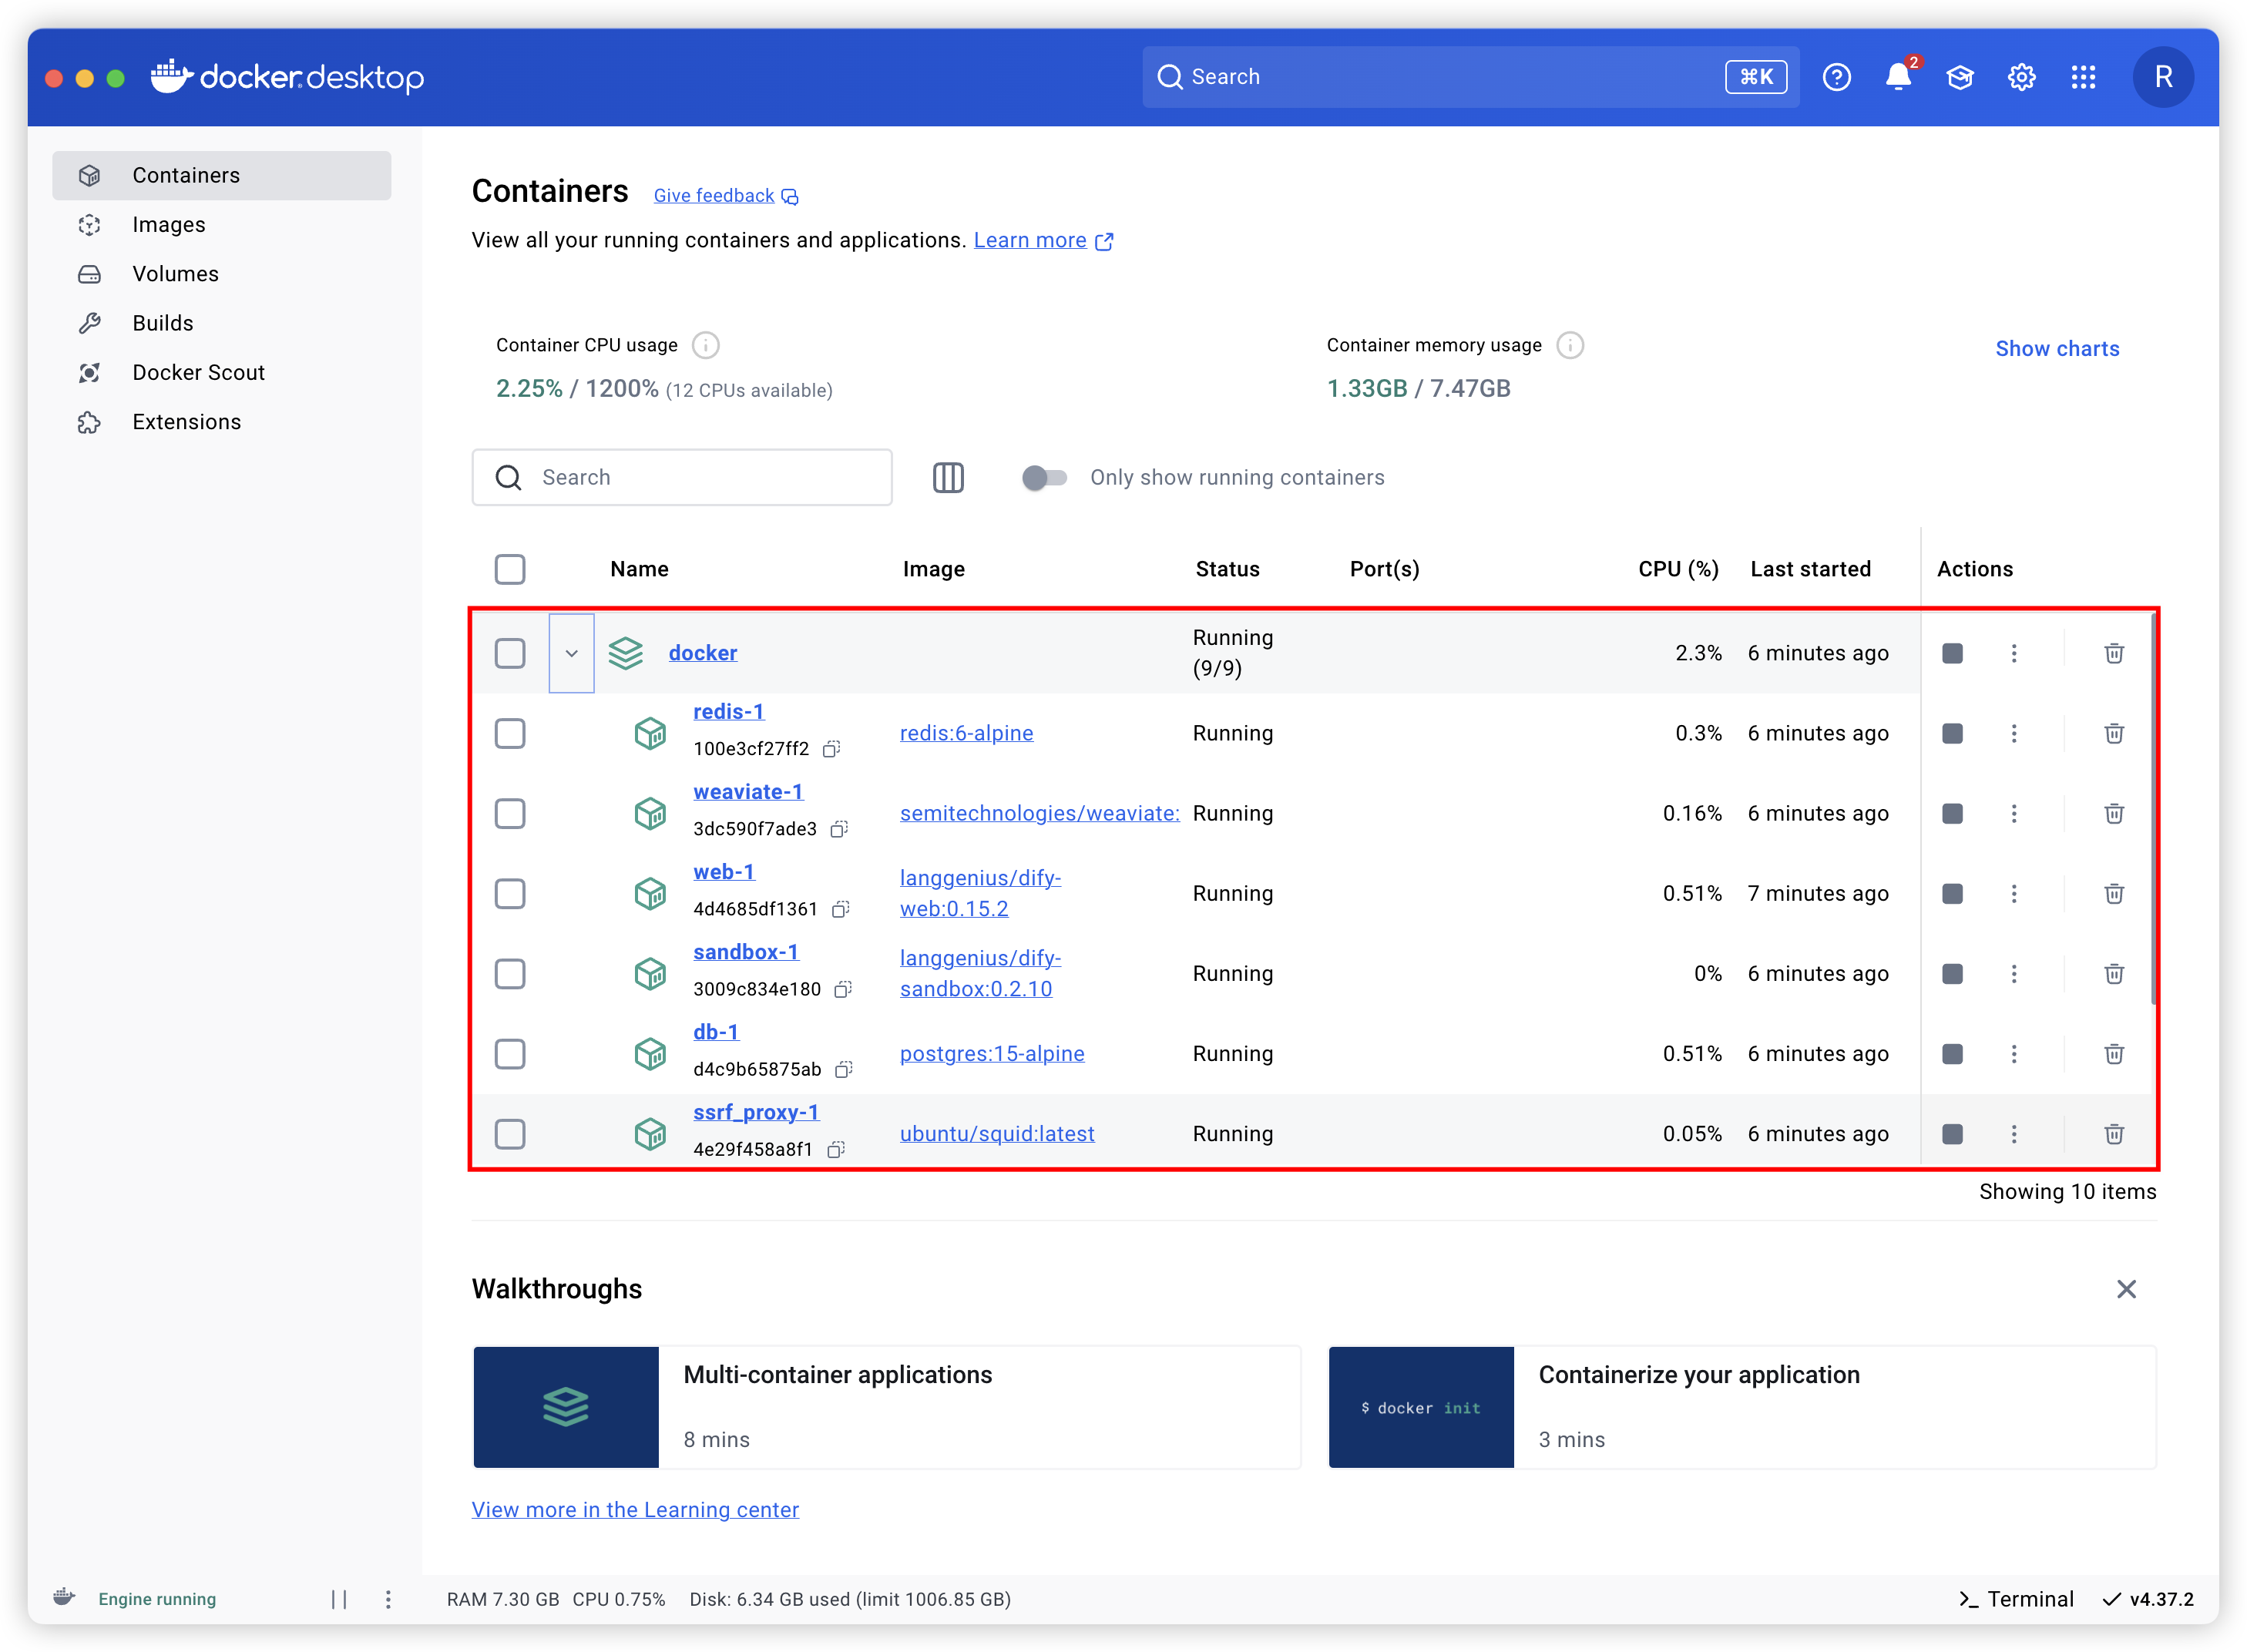 docker desktop
Search
⌘K
2
R
Containers
Images
Volumes
Builds
Docker Scout
Extensions
Containers
Give feedback
View all your running containers and applications. Learn more
Container CPU usage
2.25% / 1200% (12 CPUs available)
Container memory usage
1.33GB / 7.47GB
Show charts
Search
Only show running containers
Name Image Status Port(s) CPU (%) Last started Actions
docker Running (9/9) 2.3% 6 minutes ago
redis-1
100e3cf27ff2
redis:6-alpine Running 0.3% 6 minutes ago
weaviate-1
3dc590f7ade3
semitechnologies/weaviate: Running 0.16% 6 minutes ago
web-1
4d4685df1361
langgenius/dify-
web:0.15.2
Running 0.51% 7 minutes ago
sandbox-1
3009c834e180
langgenius/dify-
sandbox:0.2.10
Running 0% 6 minutes ago
db-1
d4c9b65875ab
postgres:15-alpine Running 0.51% 6 minutes ago
ssrf_proxy-1
4e29f458a8f1
ubuntu/squid:latest Running 0.05% 6 minutes ago
Showing 10 items
Walkthroughs
Multi-container applications
8 mins
$ docker init
Containerize your application
3 mins
View more in the Learning center
Engine running
RAM 7.30 GB CPU 0.75% Disk: 6.34 GB used (limit 1006.85 GB)
Terminal
v4.37.2